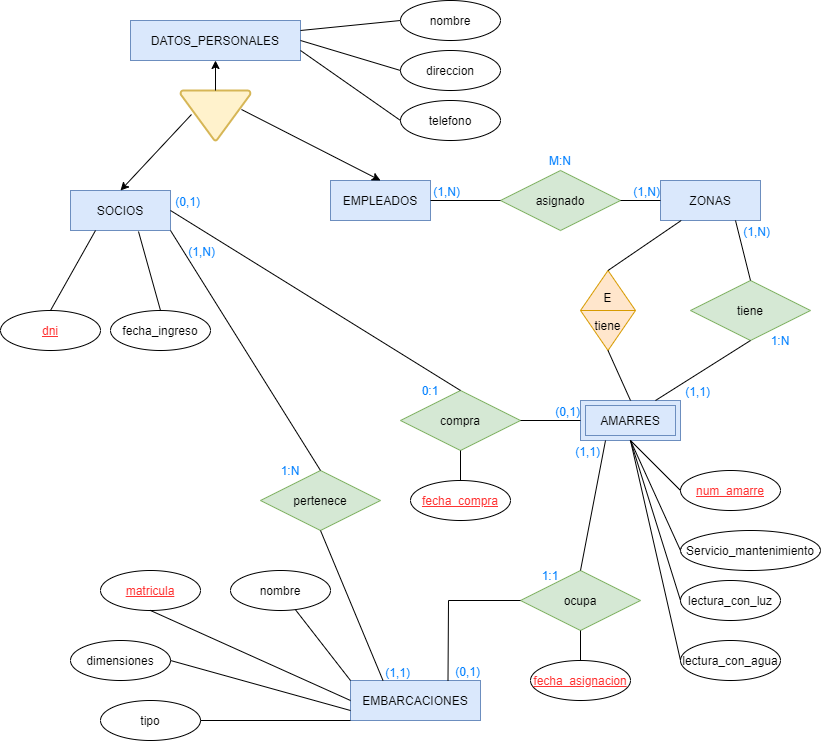 nombre
DATOS_PERSONALES
direccion
telefono
M:N
(1,N)
(1,N)
EMPLEADOS
asignado
ZONAS
(0,1)
SOCIOS
(1,N)
(1,N)
E
tiene
tiene
dni
fecha_ingreso
1:N
0:1
(1,1)
(0,1)
compra
AMARRES
(1,1)
1:N
pertenece
fecha_compra
num_amarre
Servicio_mantenimiento
1:1
matricula
nombre
ocupa
lectura_con_luz
dimensiones
(1,1)
(0,1)
fecha_asignacion
lectura_con_agua
EMBARCACIONES
tipo